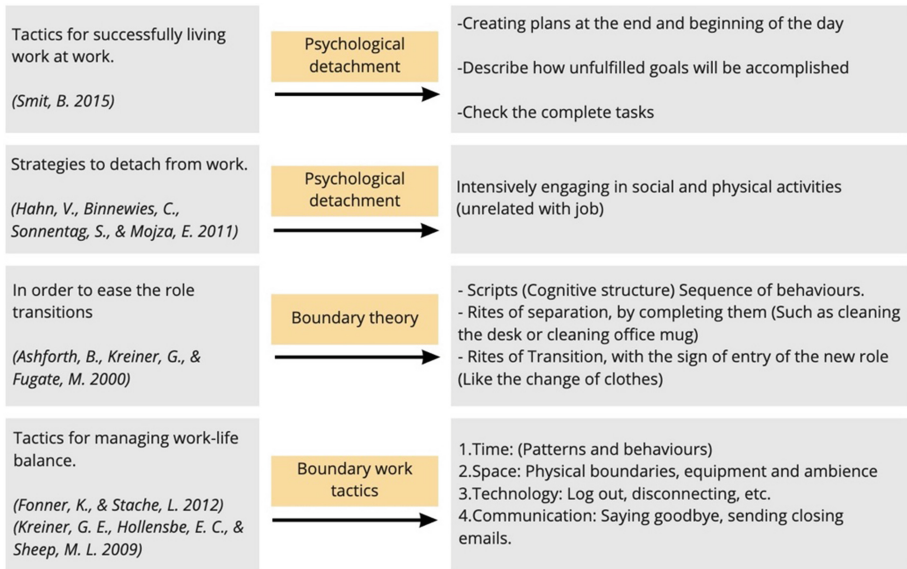 Tactics for successfully living
work at work.
(Smit, B. 2015)
Psychological
detachment
-Creating plans at the end and beginning of the day
-Describe how unfulfilled goals will be accomplished
-Check the complete tasks
Strategies to detach from work.
(Hahn, V., Binnewies, C.,
Sonnentag, S., & Mojza, E. 2011)
Psychological
detachment
Intensively engaging in social and physical activities
(unrelated with job)
In order to ease the role
transitions
(Ashforth, B., Kreiner, G., &
Fugate, M. 2000)
Boundary theory
- Scripts (Cognitive structure) Sequence of behaviours.
- Rites of separation, by completing them (Such as cleaning
the desk or cleaning office mug)
- Rites of Transition, with the sign of entry of the new role
(Like the change of clothes)
Tactics for managing work-life
balance.
(Fonner, K., & Stache, L. 2012)
(Kreiner, G. E., Hollensbe, E. C., &
Sheep, M. L. 2009)
Boundary work
tactics
1.Time: (Patterns and behaviours)
2.Space: Physical boundaries, equipment and ambience
3.Technology: Log out, disconnecting, etc.
4.Communication: Saying goodbye, sending closing
emails.